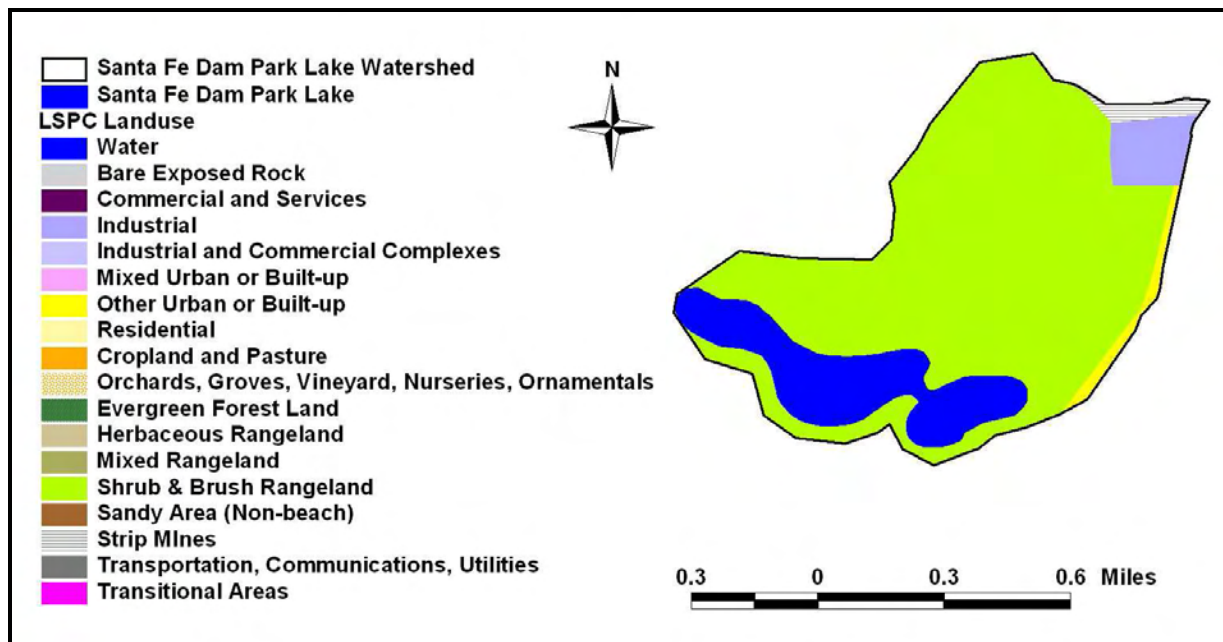 Santa Fe Dam Park Lake Watershed
Santa Fe Dam Park Lake
LSPC Landuse
Water
Bare Exposed Rock
Commercial and Services
Industrial
Industrial and Commercial Complexes
Mixed Urban or Built-up
Other Urban or Built-up
Residential
Cropland and Pasture
Orchards, Groves, Vineyard, Nurseries, Ornamentals
Evergreen Forest Land
Herbaceous Rangeland
Mixed Rangeland
Shrub & Brush Rangeland
Sandy Area (Non-beach)
Strip MInes
Transportation, Communications, Utilities
Transitional Areas
N
0.3 0 0.3 0.6 Miles